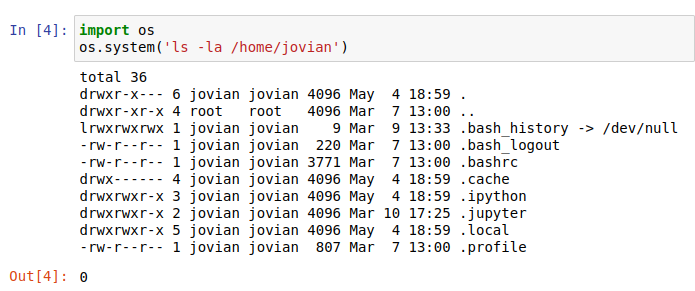 In [4]: import os
os.system('ls -la /home/jovian')
total 36
drwxr-x--- 6 jovian jovian 4096 May  4 18:59 .
drwxr-xr-x 4 root   root   4096 Mar  7 13:00 ..
lrwxrwxrwx 1 jovian jovian    9 Mar  9 13:33 .bash_history -> /dev/null
-rw-r--r-- 1 jovian jovian  220 Mar  7 13:00 .bash_logout
-rw-r--r-- 1 jovian jovian 3771 Mar  7 13:00 .bashrc
drwx------ 4 jovian jovian 4096 May  4 18:59 .cache
drwxrwxr-x 3 jovian jovian 4096 May  4 18:59 .ipython
drwxrwxr-x 2 jovian jovian 4096 Mar 10 17:25 .jupyter
drwxrwxr-x 5 jovian jovian 4096 May  4 18:59 .local
-rw-r--r-- 1 jovian jovian  807 Mar  7 13:00 .profile
Out[4]: 0